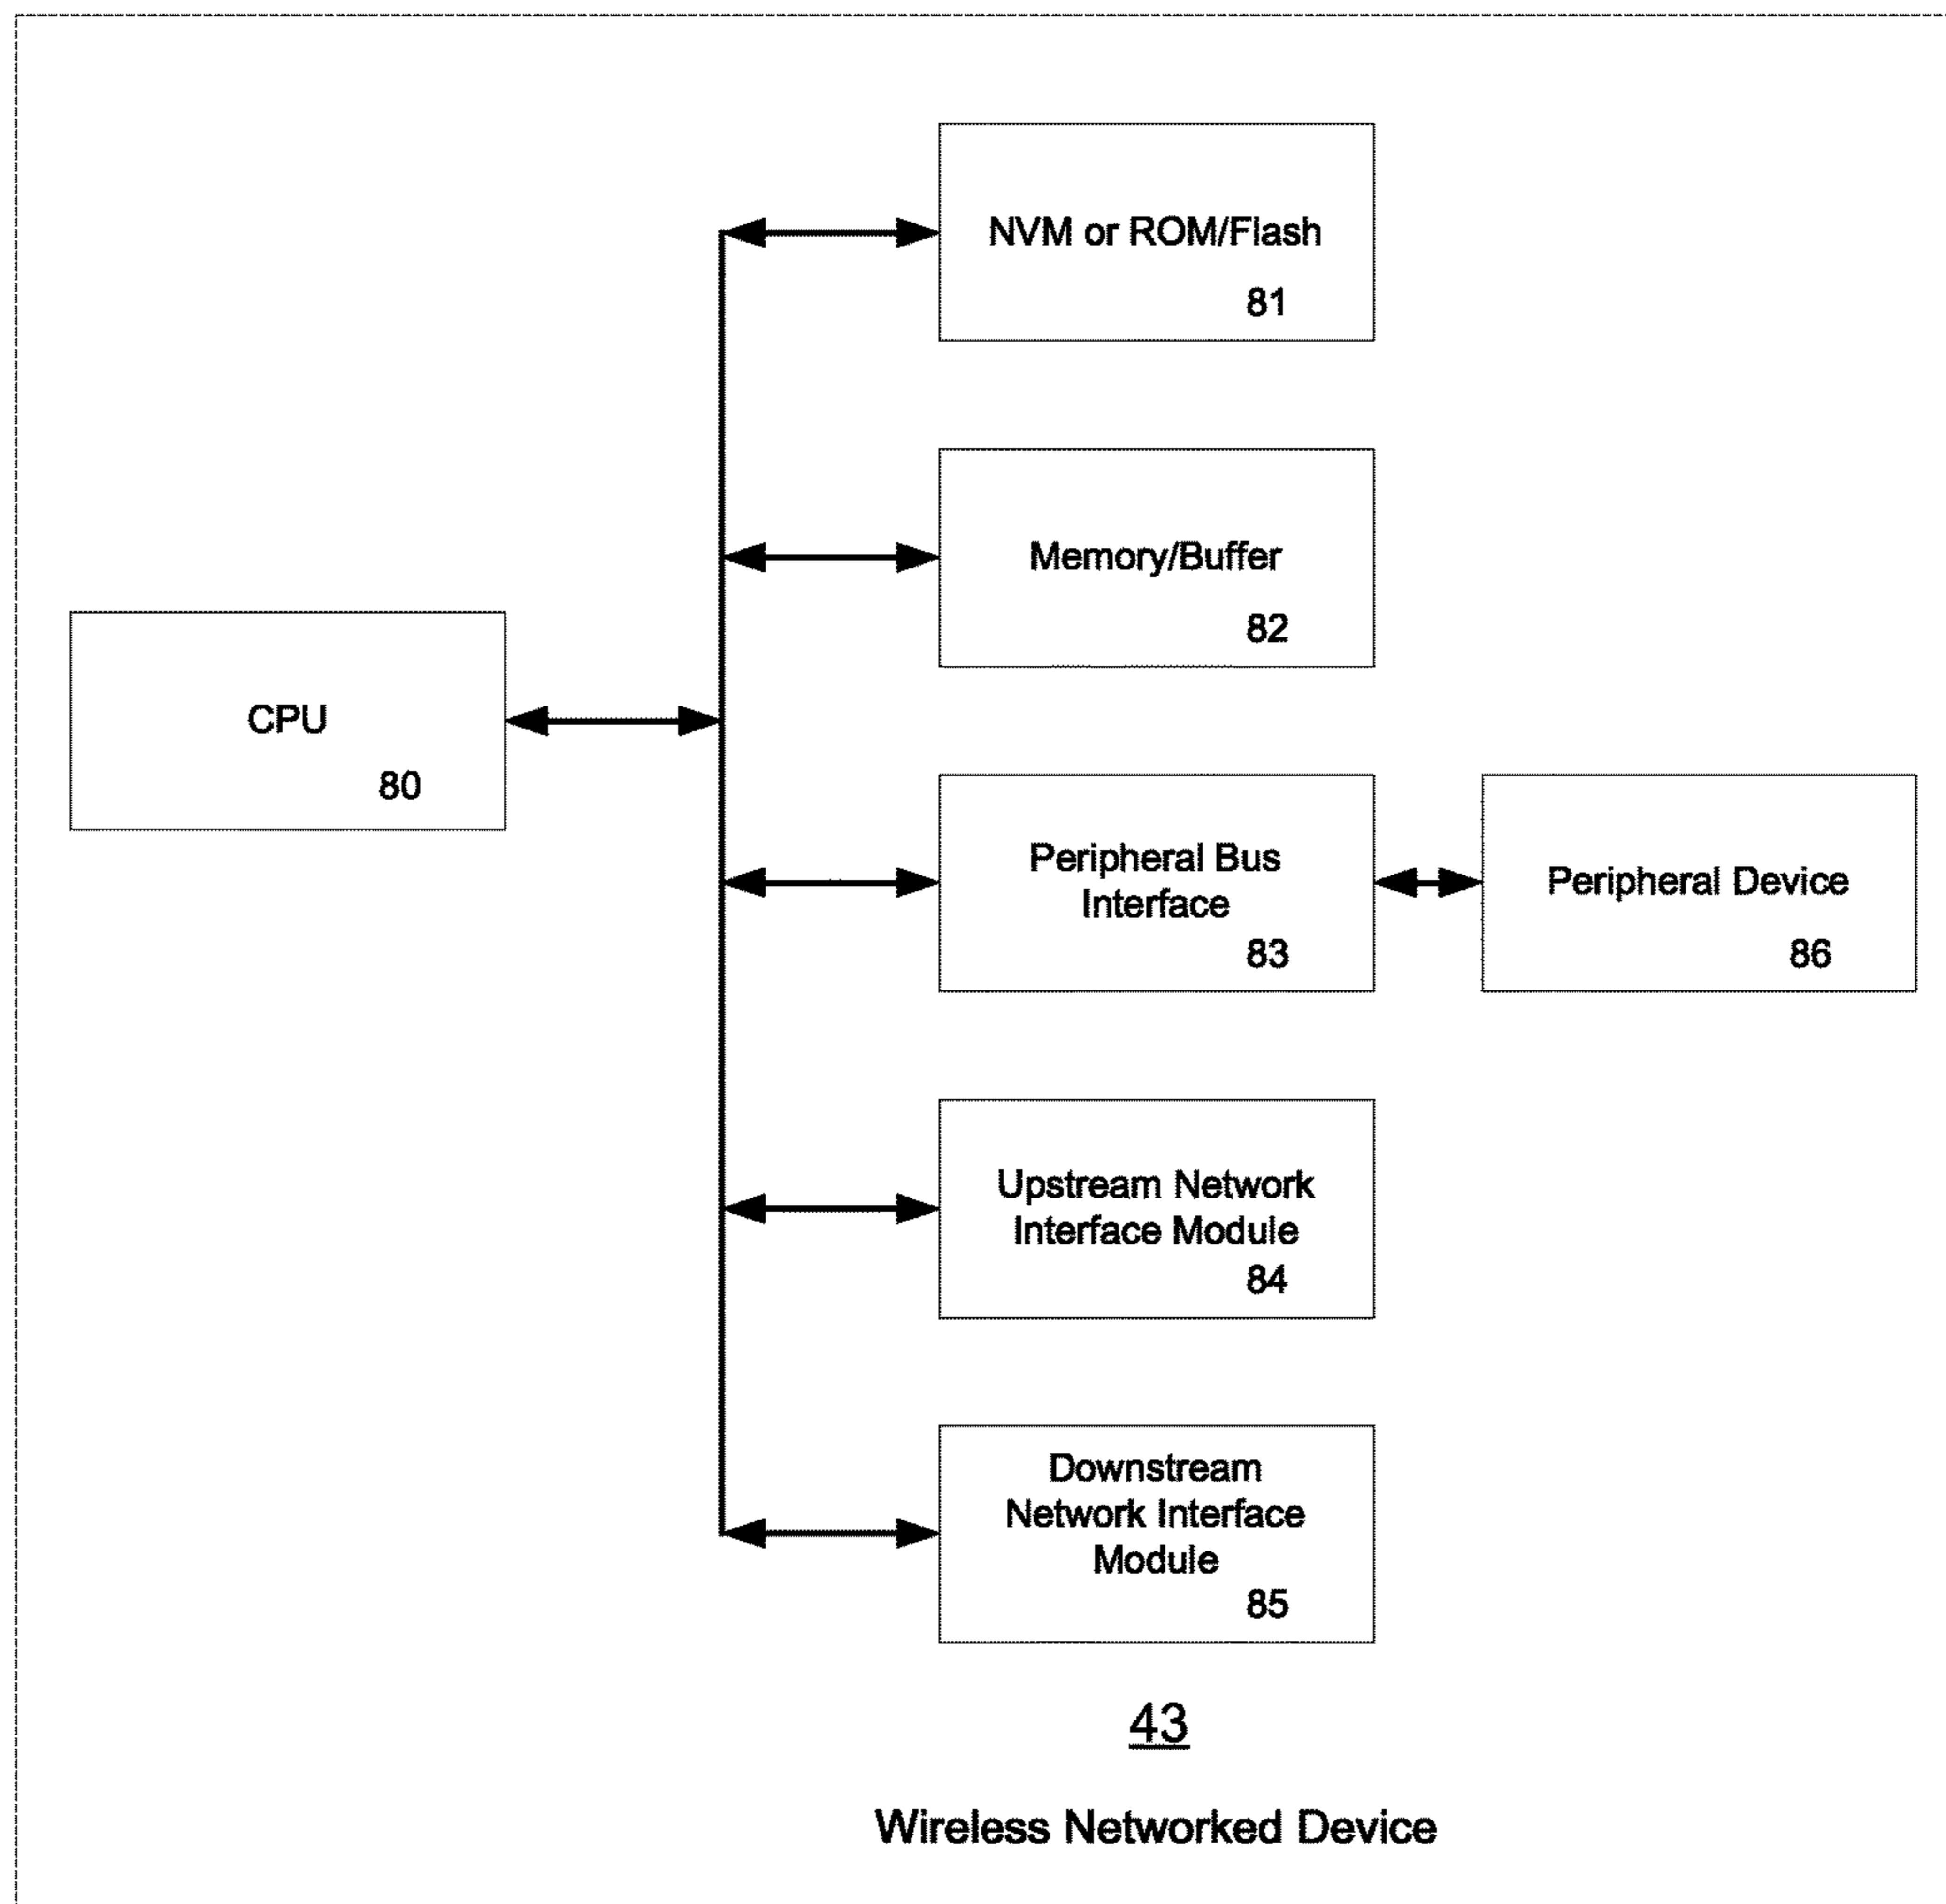 NVM or ROM/Flash
81
Memory/Buffer
82
CPU
80
Peripheral Bus
Interface
83
Peripheral Device
86
Upstream Network
Interface Module
84
Downstream
Network Interface
Module
85
43
Wireless Networked Device